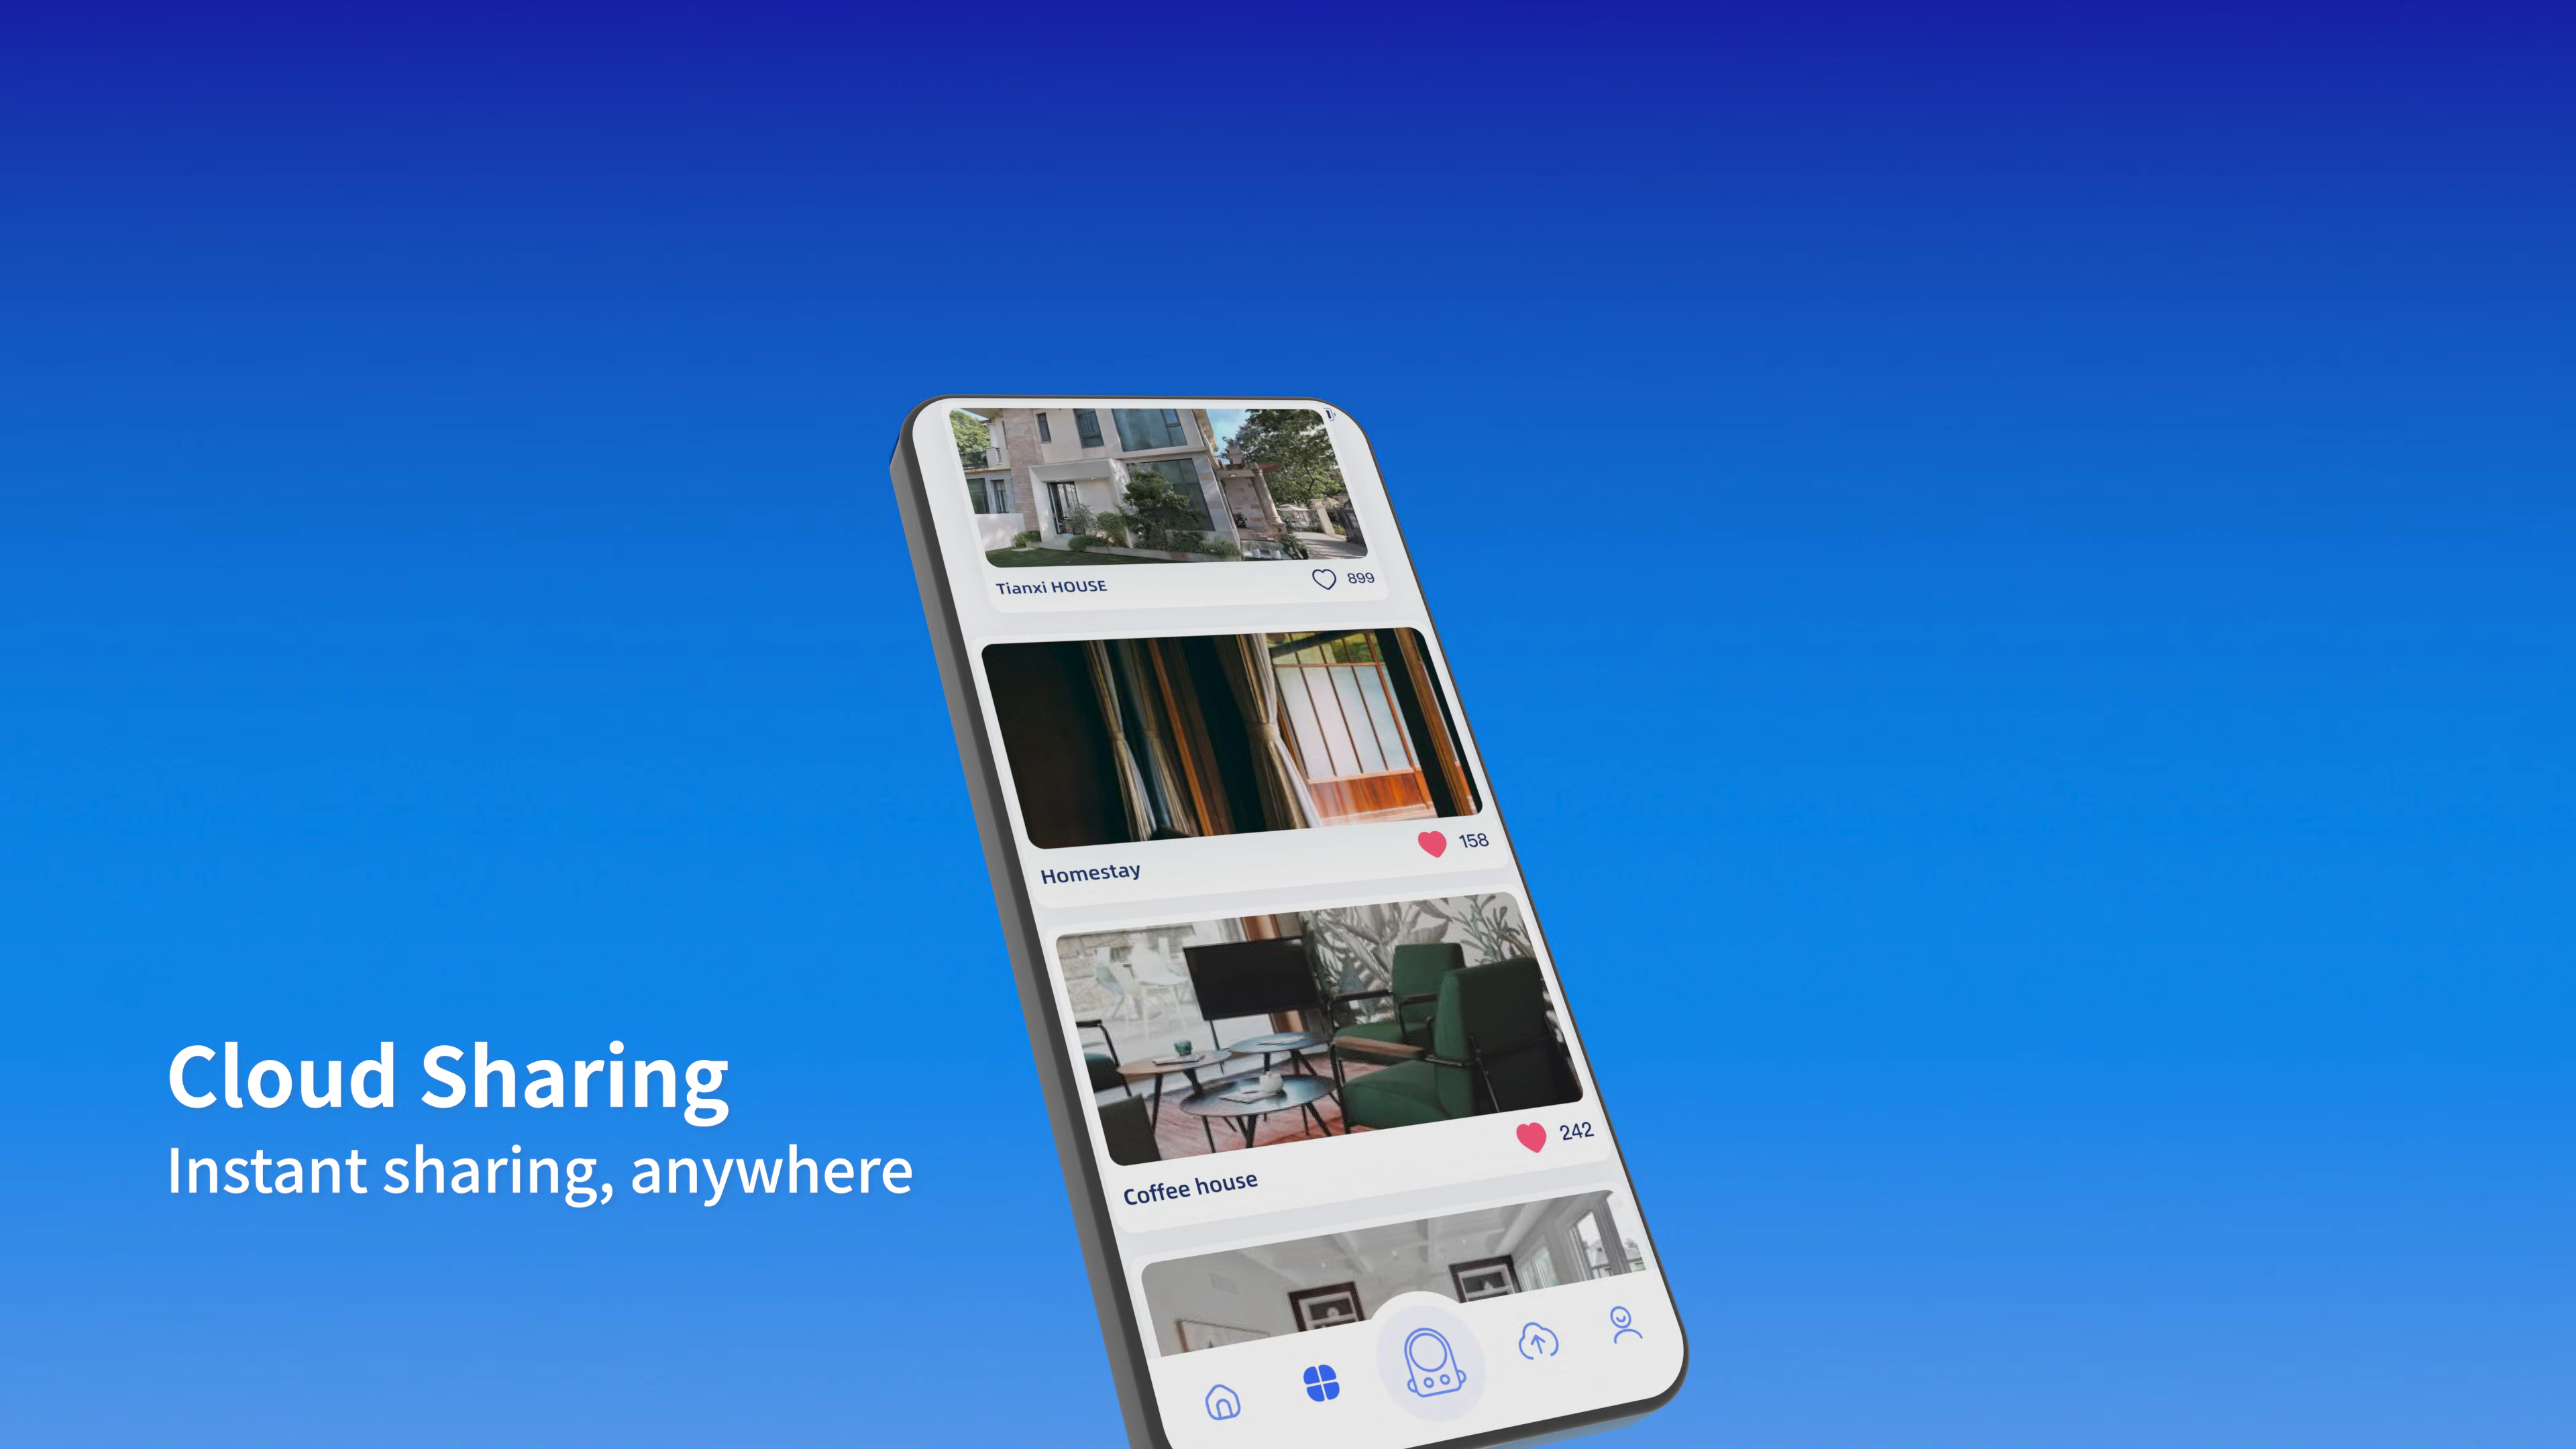 Tianxi HOUSE
899
Homestay
158
Coffee house
242
Cloud Sharing
Instant sharing, anywhere